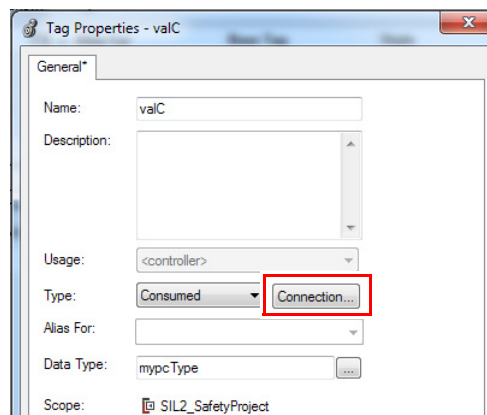 Tag Properties - valC
General*
Name: valC
Description:
Usage: <controller>
Type: Consumed Connection...
Alias For:
Data Type: mypcType ...
Scope: SIL2_SafetyProject